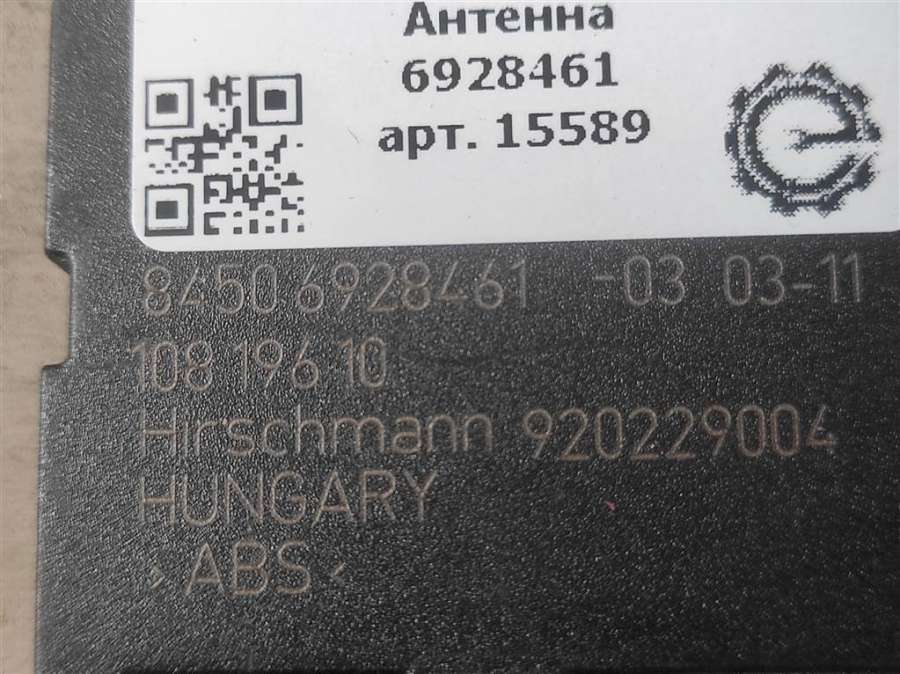 Антенна
6928461
арт. 15589
8450 6928461 -03 03-11
108 196 10
Hirschmann 920229004
HUNGARY
>ABS<